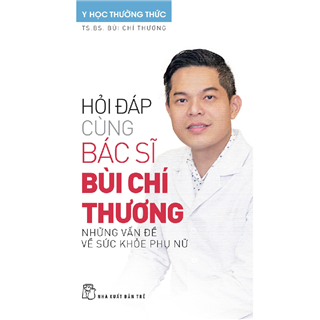 Y HỌC THƯỜNG THỨC
TS.BS. BÙI CHÍ THƯƠNG
HỎI ĐÁP
CÙNG
BÁC SĨ
BÙI CHÍ
THƯƠNG
NHỮNG VẤN ĐỀ
VỀ SỨC KHỎE PHỤ NỮ
NHÀ XUẤT BẢN TRẺ